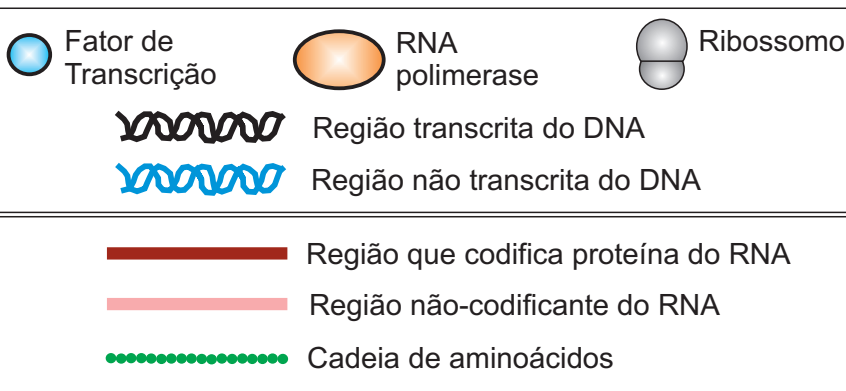 Fator de
Transcrição
RNA
polimerase
Ribossomo
Região transcrita do DNA
Região não transcrita do DNA
Região que codifica proteína do RNA
Região não-codificante do RNA
Cadeia de aminoácidos